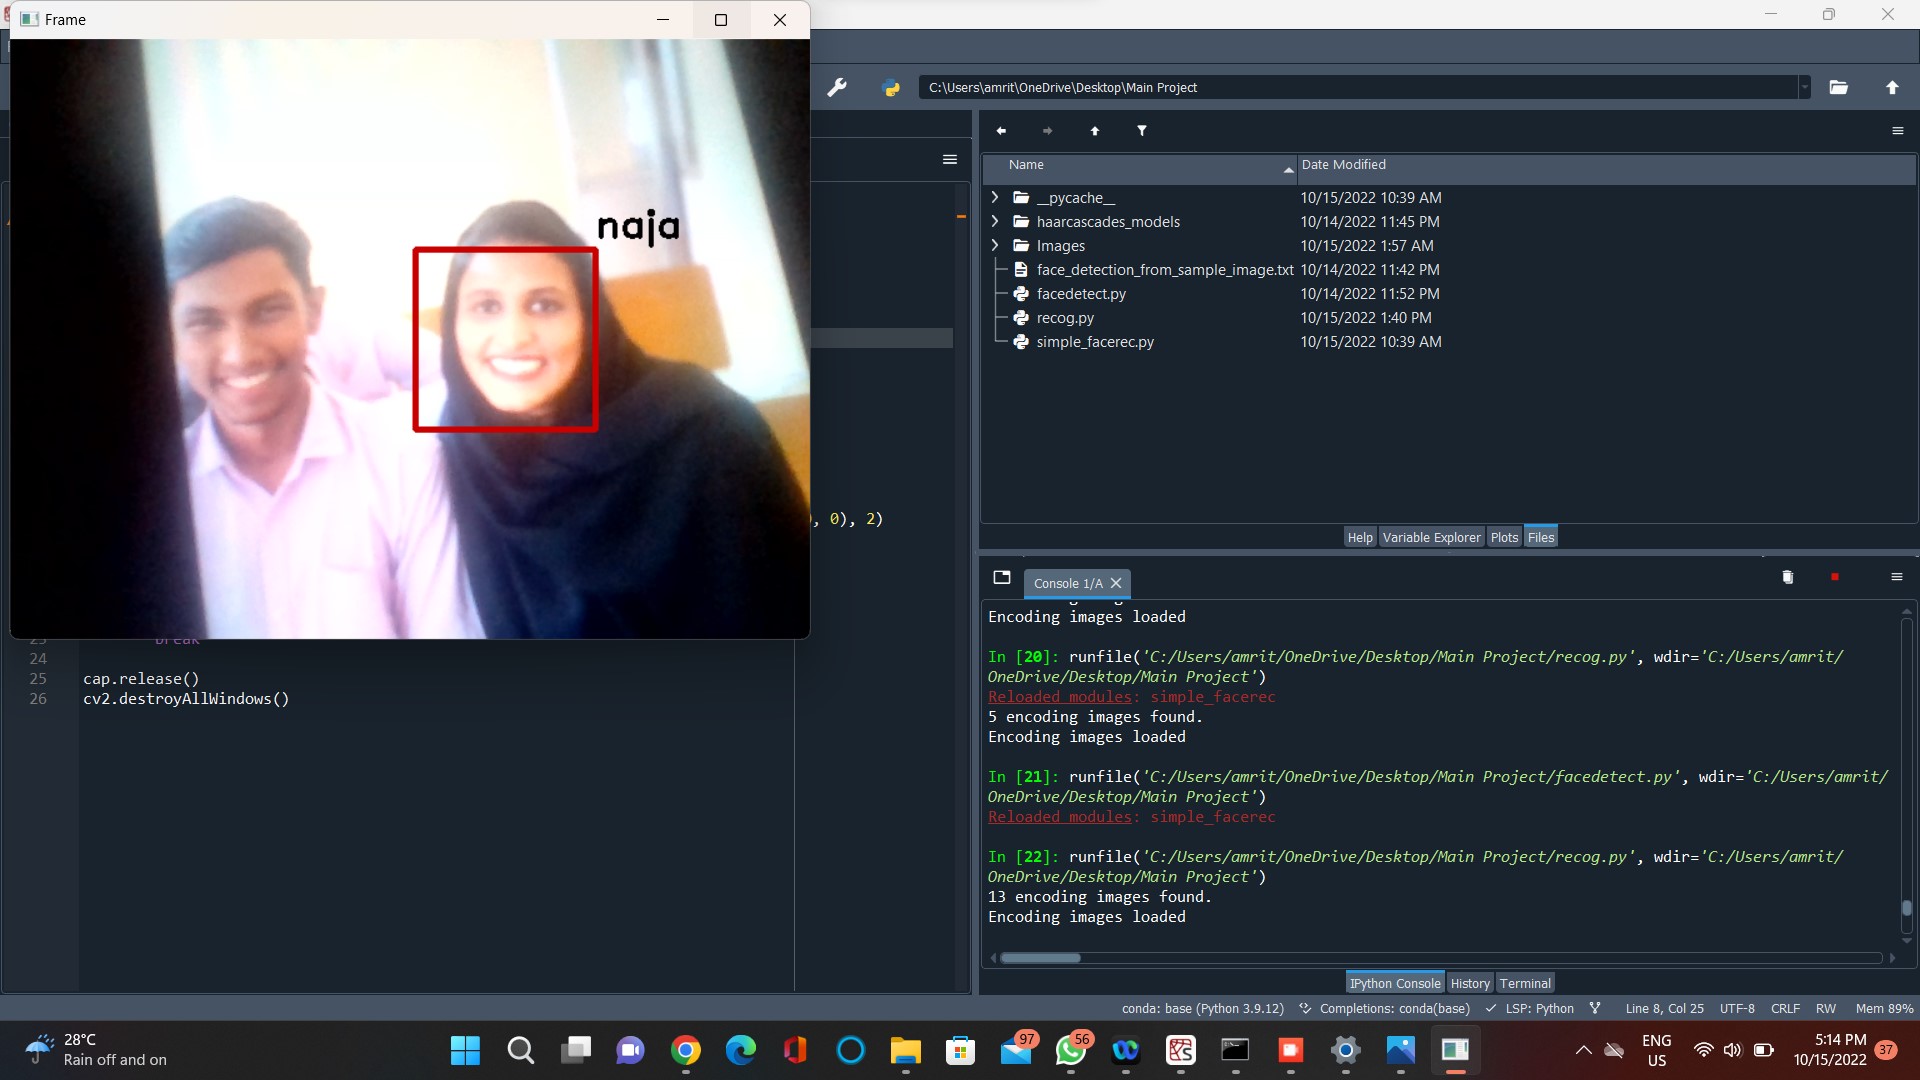 Frame
naja
C:\Users\amrit\OneDrive\Desktop\Main Project
Name Date Modified
__pycache__ 10/15/2022 10:39 AM
haarcascades_models 10/14/2022 11:45 PM
Images 10/15/2022 1:57 AM
face_detection_from_sample_image.txt 10/14/2022 11:42 PM
facedetect.py 10/14/2022 11:52 PM
recog.py 10/15/2022 1:40 PM
simple_facerec.py 10/15/2022 10:39 AM
, 0), 2)
Help Variable Explorer Plots Files
23 break
24
25 cap.release()
26 cv2.destroyAllWindows()
Console 1/A
Encoding images loaded
In [20]: runfile('C:/Users/amrit/OneDrive/Desktop/Main Project/recog.py', wdir='C:/Users/amrit/
OneDrive/Desktop/Main Project')
Reloaded modules: simple_facerec
5 encoding images found.
Encoding images loaded
In [21]: runfile('C:/Users/amrit/OneDrive/Desktop/Main Project/facedetect.py', wdir='C:/Users/amrit/
OneDrive/Desktop/Main Project')
Reloaded modules: simple_facerec
In [22]: runfile('C:/Users/amrit/OneDrive/Desktop/Main Project/recog.py', wdir='C:/Users/amrit/
OneDrive/Desktop/Main Project')
13 encoding images found.
Encoding images loaded
IPython Console History Terminal
conda: base (Python 3.9.12) Completions: conda(base) LSP: Python Line 8, Col 25 UTF-8 CRLF RW Mem 89%
28°C
Rain off and on
97
56
ENG
US
5:14 PM
10/15/2022
37